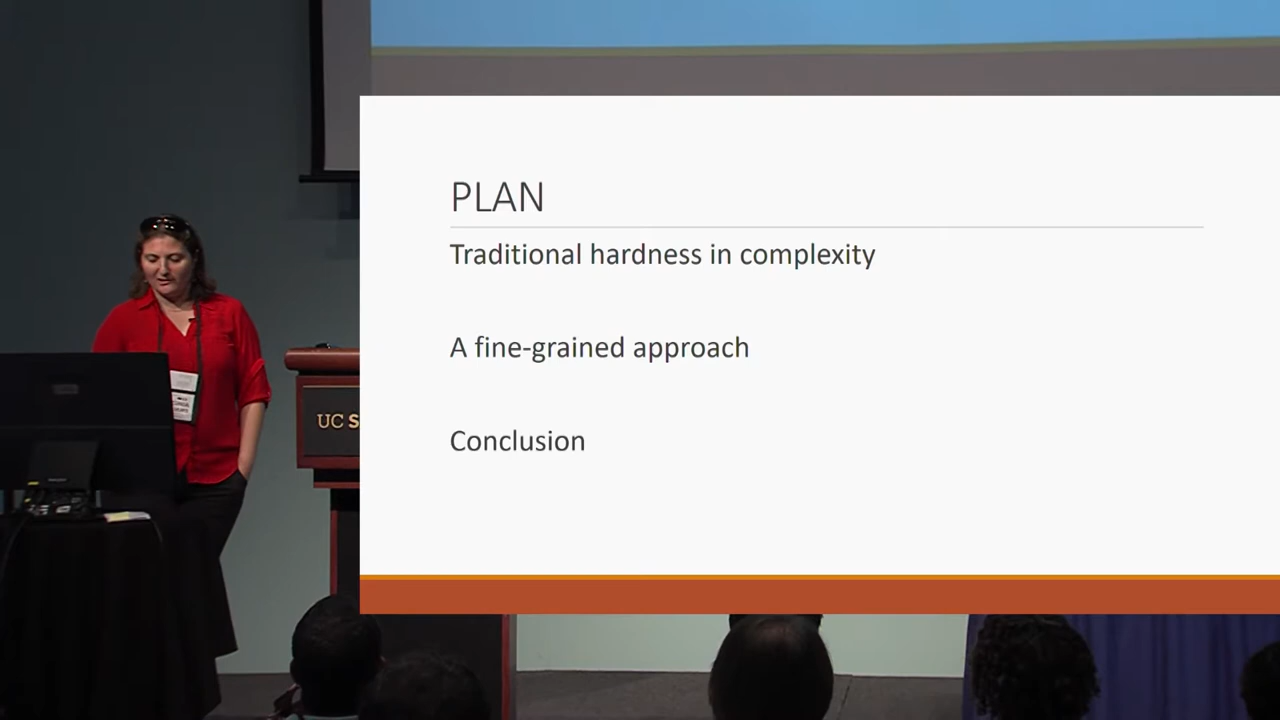 PLAN
Traditional hardness in complexity
A fine-grained approach
Conclusion
UC S